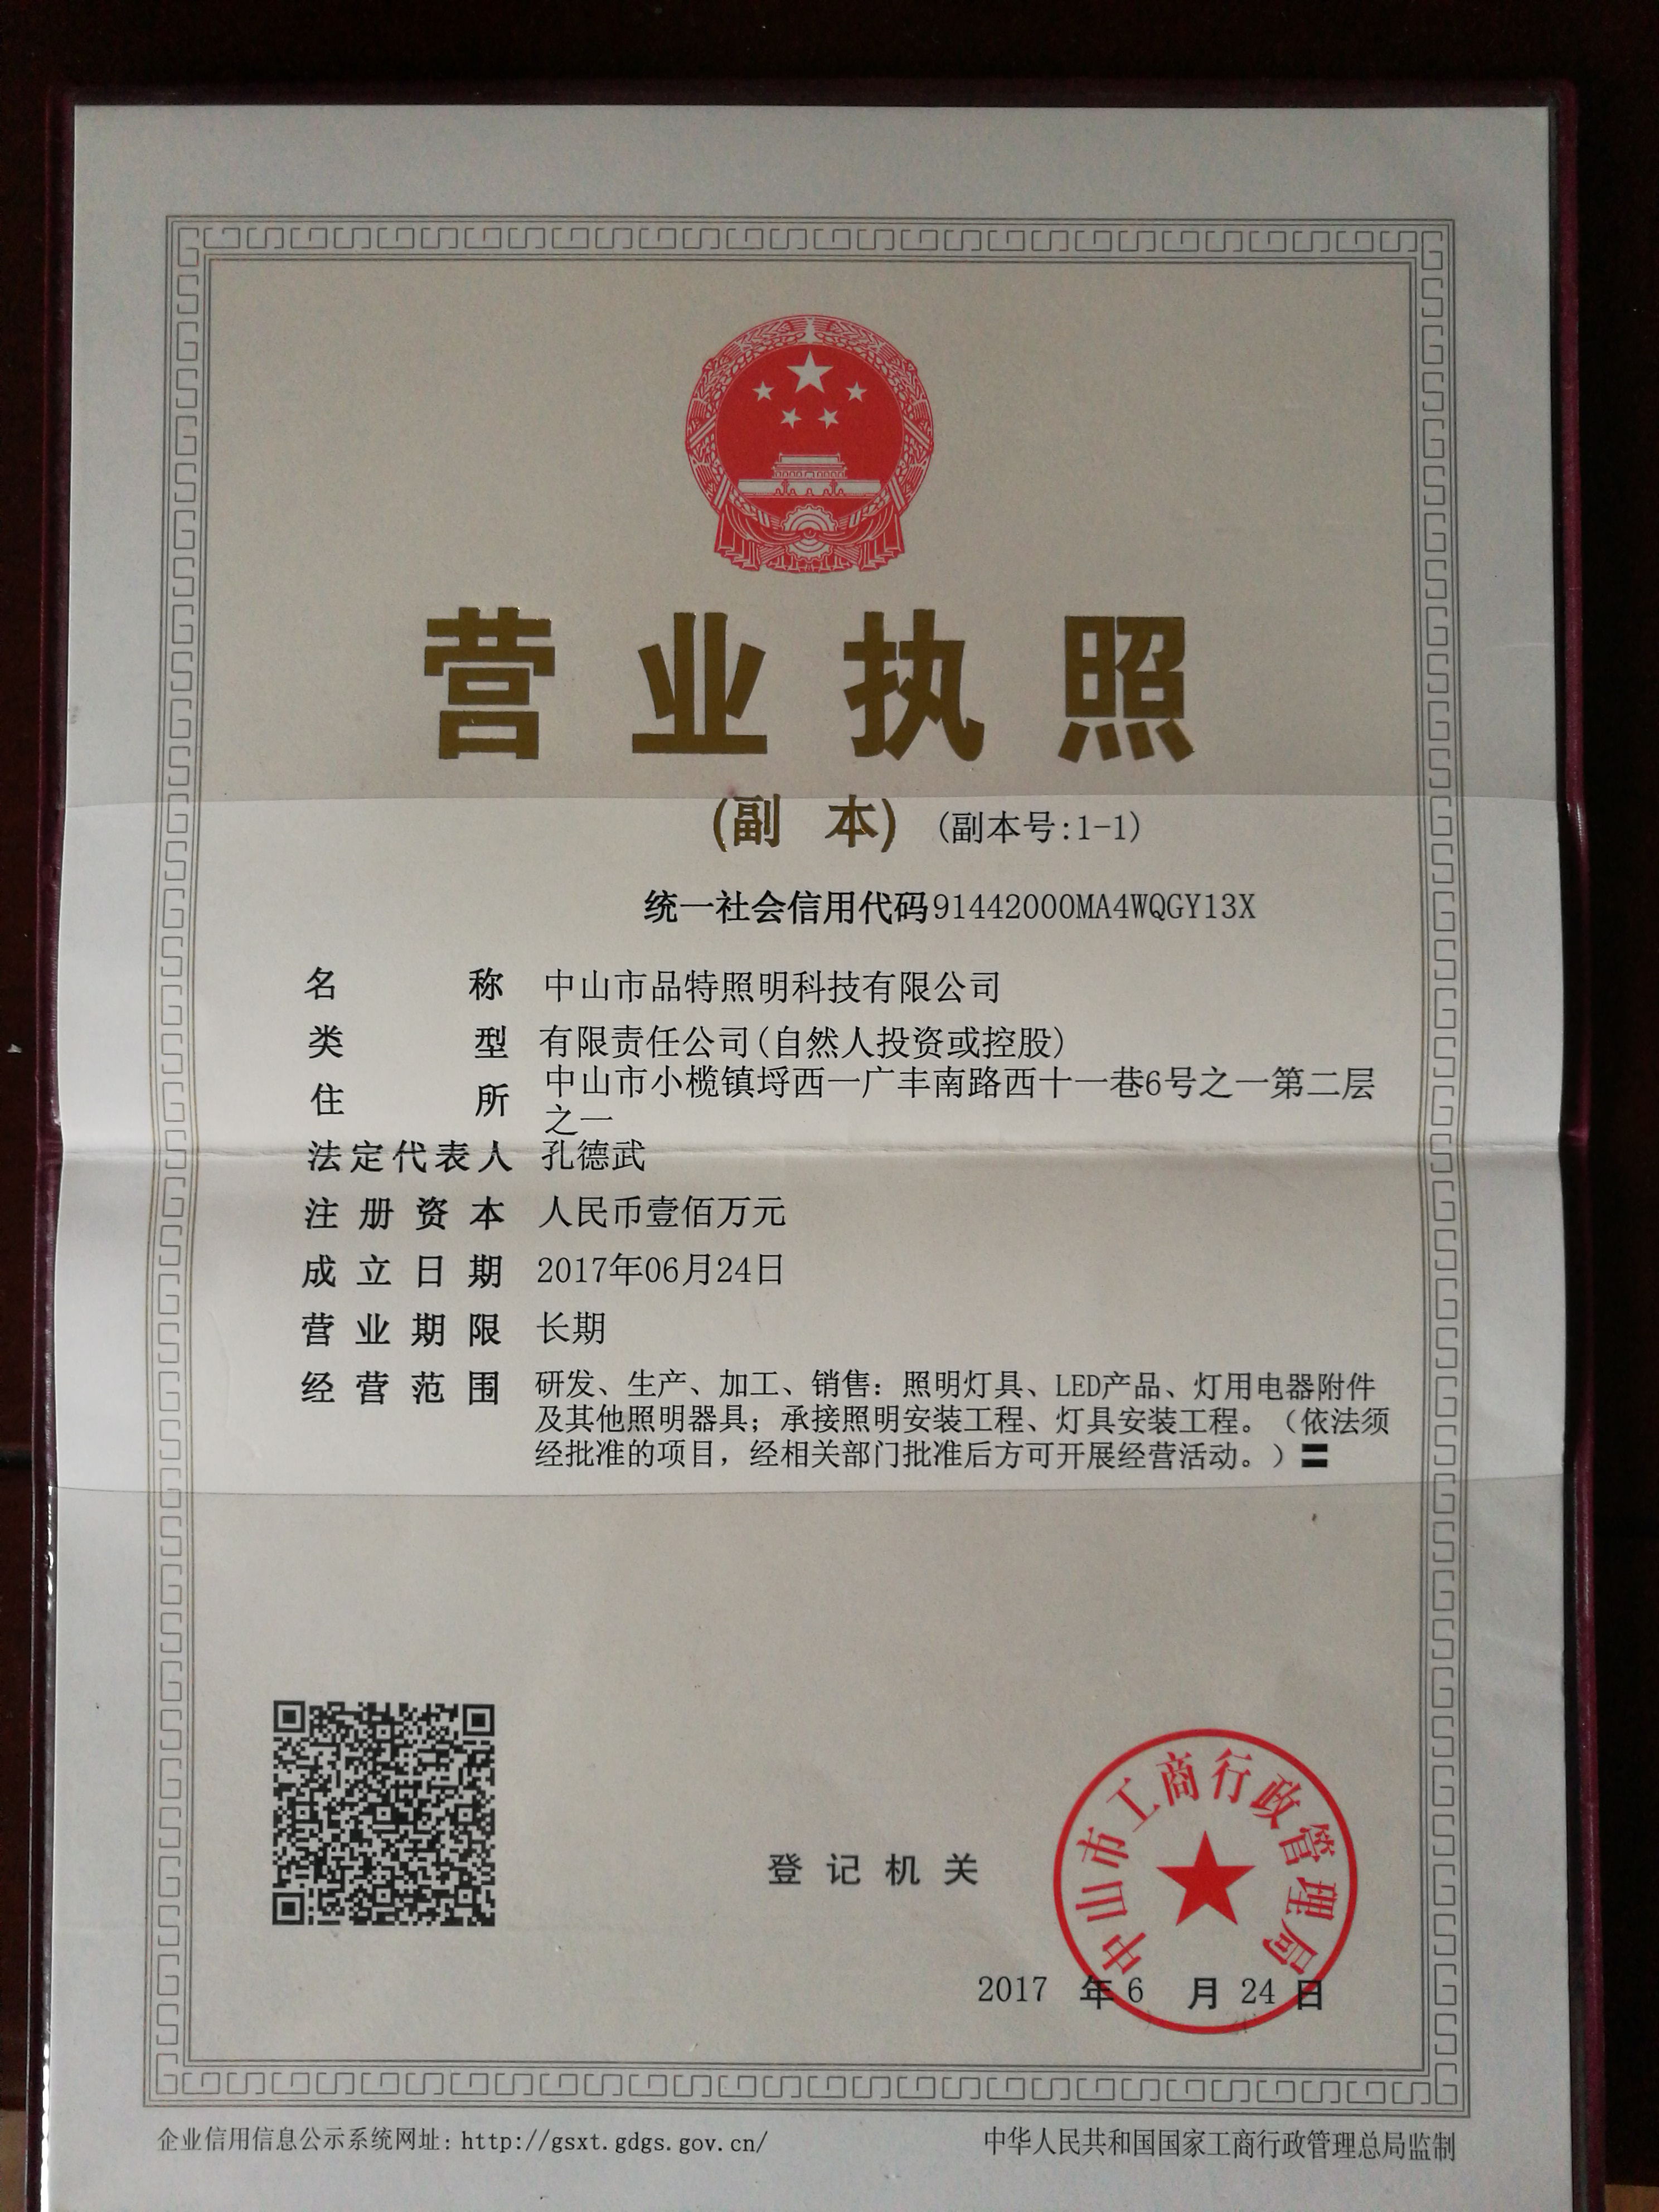 营业执照
(副 本) (副本号:1-1)
统一社会信用代码91442000MA4WQGY13X
名称 中山市品特照明科技有限公司
类型 有限责任公司(自然人投资或控股)
住所 中山市小榄镇埒西一广丰南路西十一巷6号之一第二层
之一
法定代表人 孔德武
注册资本 人民币壹佰万元
成立日期 2017年06月24日
营业期限 长期
经营范围 研发、生产、加工、销售：照明灯具、LED产品、灯用电器附件
及其他照明器具；承接照明安装工程、灯具安装工程。（依法须
经批准的项目，经相关部门批准后方可开展经营活动。）〓
中山市工商行政管理局
登记机关
2017 年 6 月 24 日
企业信用信息公示系统网址: http://gsxt.gdgs.gov.cn/
中华人民共和国国家工商行政管理总局监制